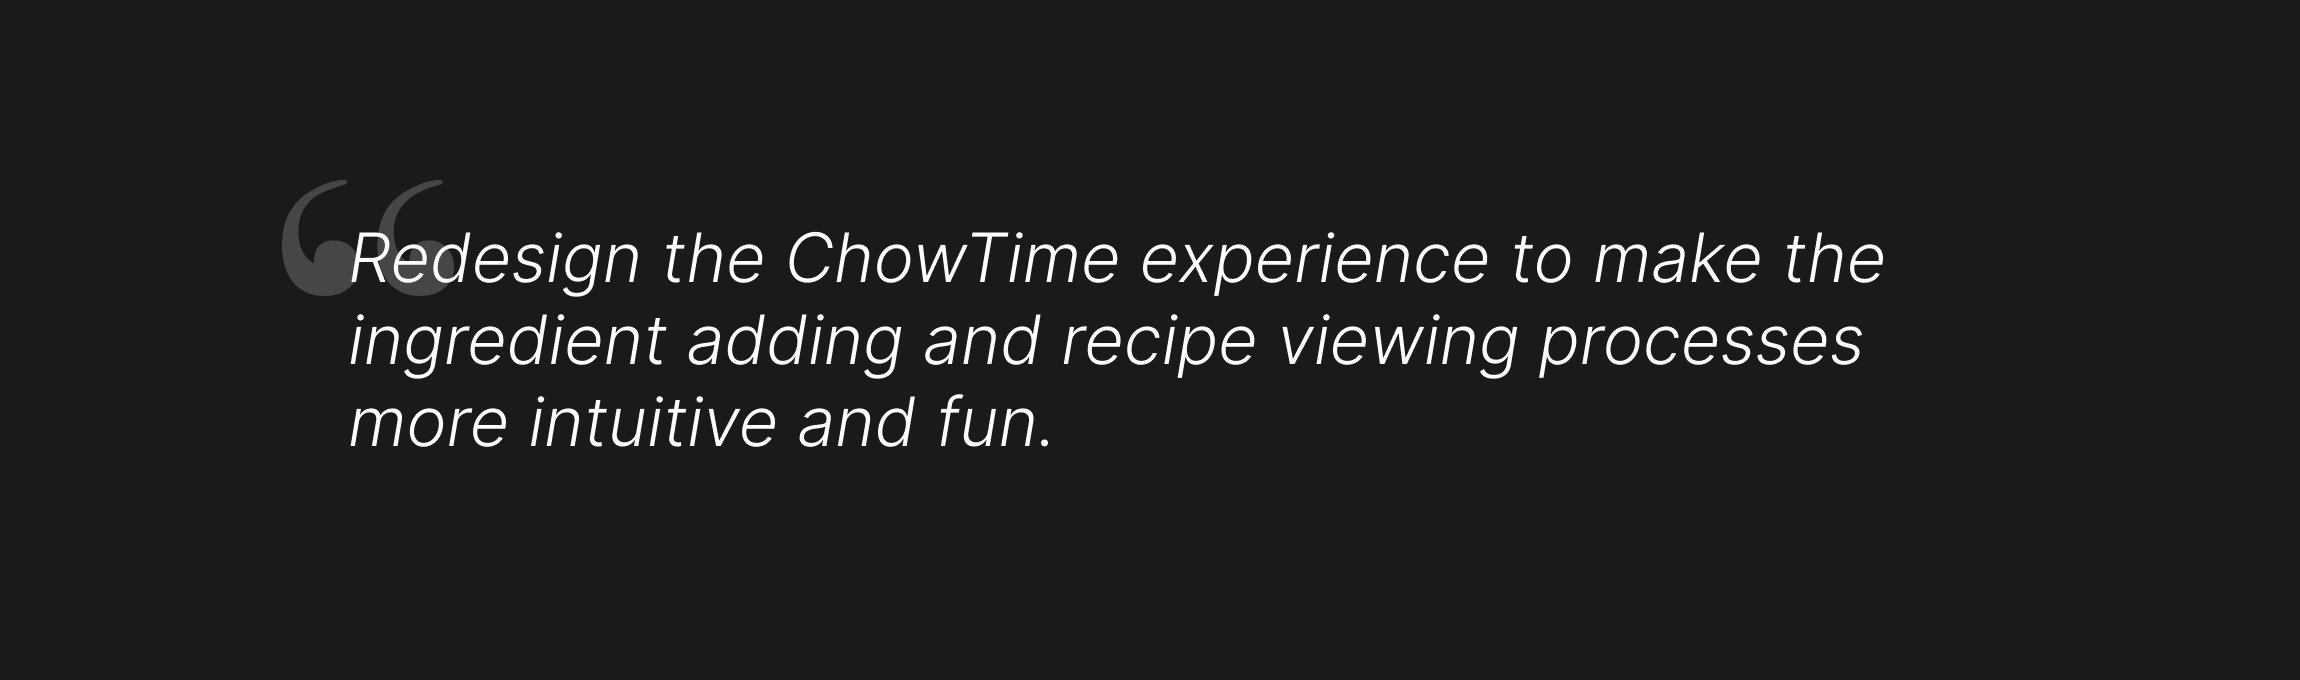 “
Redesign the ChowTime experience to make the
ingredient adding and recipe viewing processes
more intuitive and fun.